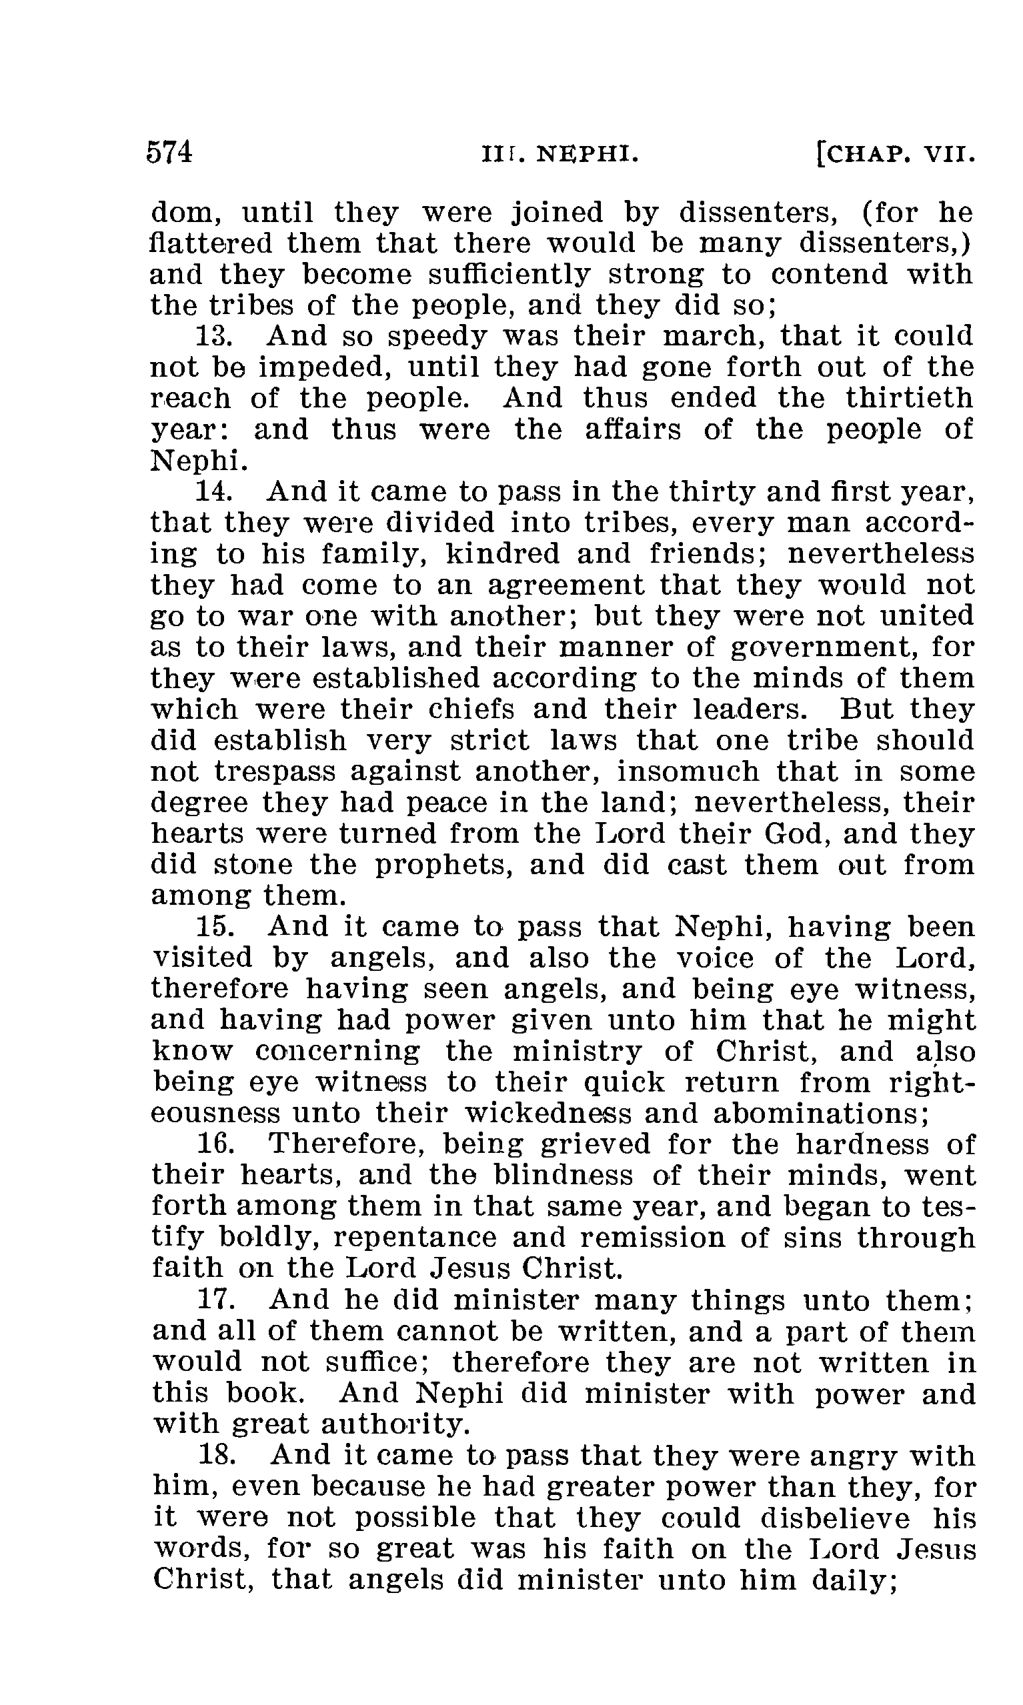 574 III. NEPHI. [CHAP. VII.
dom, until they were joined by dissenters, (for he
flattered them that there would be many dissenters,)
and they become sufficiently strong to contend with
the tribes of the people, and they did so;
13. And so speedy was their march, that it could
not be impeded, until they had gone forth out of the
reach of the people. And thus ended the thirtieth
year: and thus were the affairs of the people of
Nephi.
14. And it came to pass in the thirty and first year,
that they were divided into tribes, every man accord-
ing to his family, kindred and friends; nevertheless
they had come to an agreement that they would not
go to war one with another; but they were not united
as to their laws, and their manner of government, for
they were established according to the minds of them
which were their chiefs and their leaders. But they
did establish very strict laws that one tribe should
not trespass against another, insomuch that in some
degree they had peace in the land; nevertheless, their
hearts were turned from the Lord their God, and they
did stone the prophets, and did cast them out from
among them.
15. And it came to pass that Nephi, having been
visited by angels, and also the voice of the Lord,
therefore having seen angels, and being eye witness,
and having had power given unto him that he might
know concerning the ministry of Christ, and also
being eye witness to their quick return from right-
eousness unto their wickedness and abominations;
16. Therefore, being grieved for the hardness of
their hearts, and the blindness of their minds, went
forth among them in that same year, and began to tes-
tify boldly, repentance and remission of sins through
faith on the Lord Jesus Christ.
17. And he did minister many things unto them;
and all of them cannot be written, and a part of them
would not suffice; therefore they are not written in
this book. And Nephi did minister with power and
with great authority.
18. And it came to pass that they were angry with
him, even because he had greater power than they, for
it were not possible that they could disbelieve his
words, for so great was his faith on the Lord Jesus
Christ, that angels did minister unto him daily;